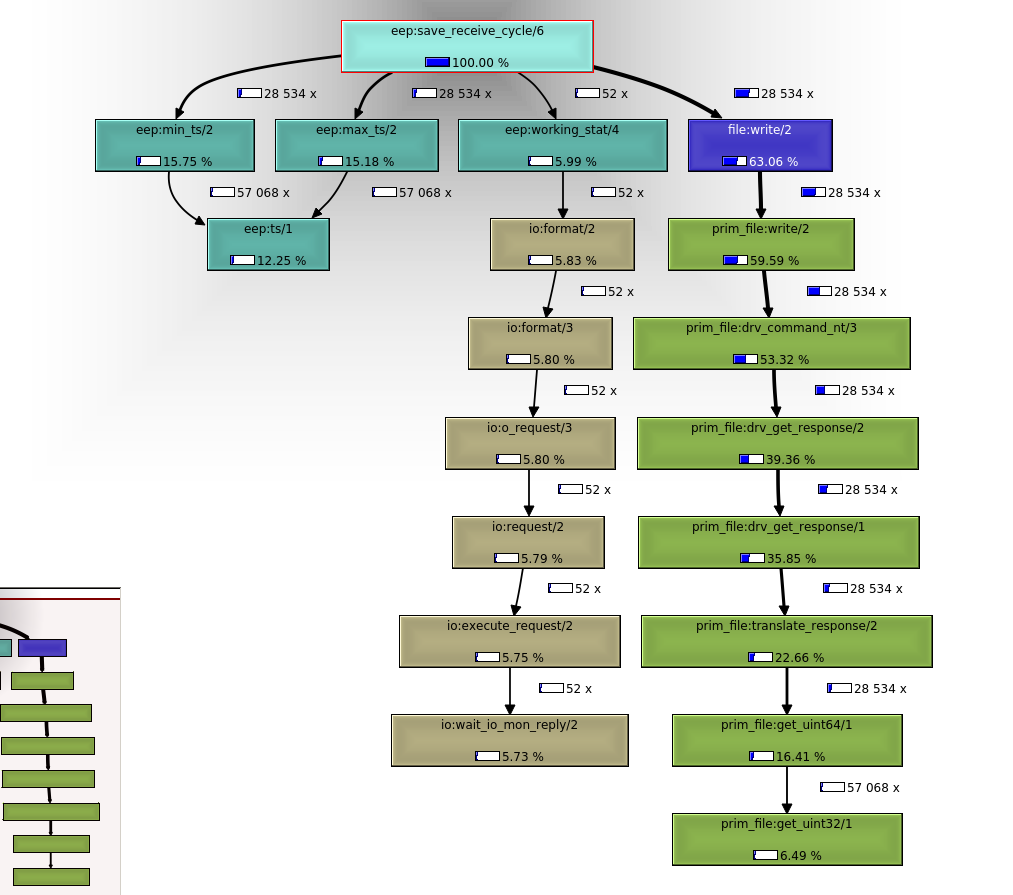 eep:save_receive_cycle/6
100.00 %
28 534 x
28 534 x
52 x
28 534 x
eep:min_ts/2
15.75 %
eep:max_ts/2
15.18 %
eep:working_stat/4
5.99 %
file:write/2
63.06 %
57 068 x
57 068 x
52 x
28 534 x
eep:ts/1
12.25 %
io:format/2
5.83 %
prim_file:write/2
59.59 %
52 x
28 534 x
io:format/3
5.80 %
prim_file:drv_command_nt/3
53.32 %
52 x
28 534 x
io:o_request/3
5.80 %
prim_file:drv_get_response/2
39.36 %
52 x
28 534 x
io:request/2
5.79 %
prim_file:drv_get_response/1
35.85 %
52 x
28 534 x
io:execute_request/2
5.75 %
prim_file:translate_response/2
22.66 %
52 x
28 534 x
io:wait_io_mon_reply/2
5.73 %
prim_file:get_uint64/1
16.41 %
57 068 x
prim_file:get_uint32/1
6.49 %